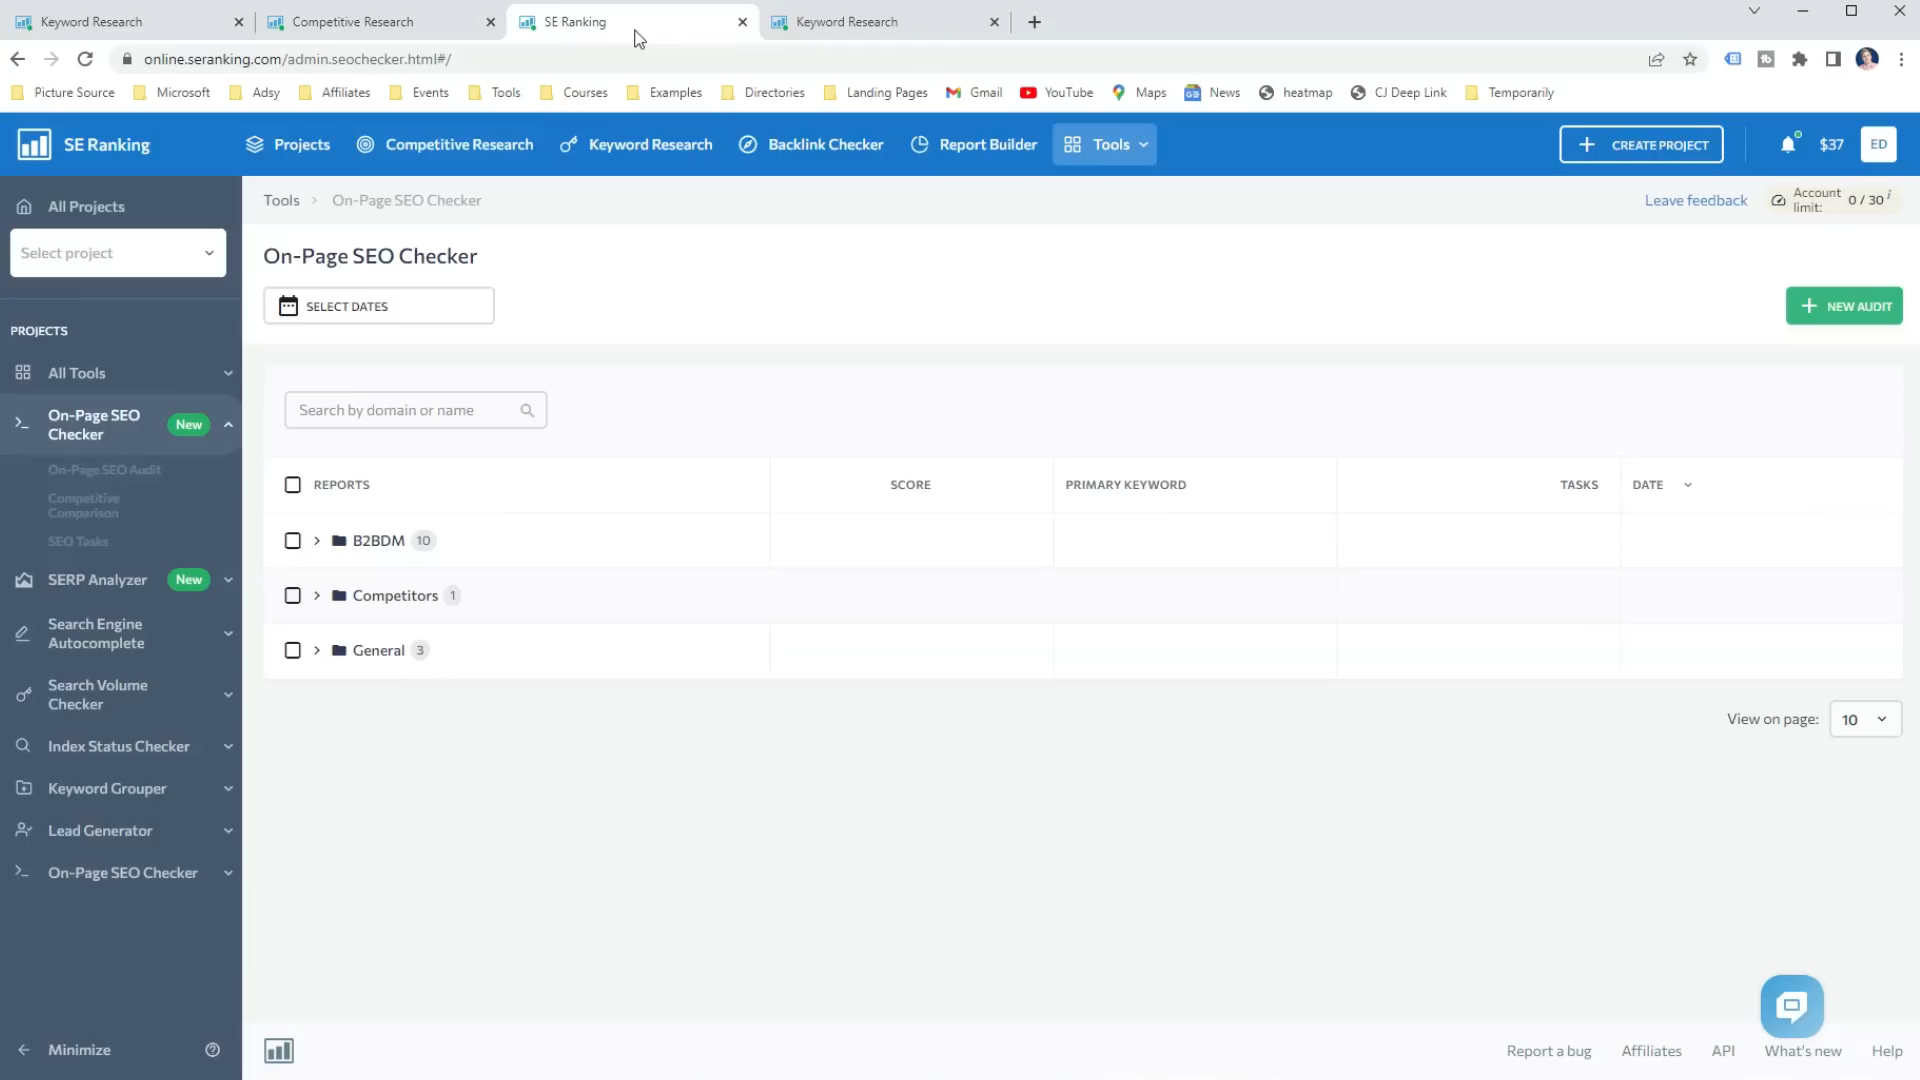 Keyword Research
Competitive Research
SE Ranking
Keyword Research
online.seranking.com/admin.seochecker.html#/
Picture Source
Microsoft
Adsy
Affiliates
Events
Tools
Courses
Examples
Directories
Landing Pages
Gmail
YouTube
Maps
News
heatmap
CJ Deep Link
Temporarily
SE Ranking
Projects
Competitive Research
Keyword Research
Backlink Checker
Report Builder
Tools
CREATE PROJECT
$37
ED
All Projects
Select project
PROJECTS
All Tools
On-Page SEO
Checker
New
On-Page SEO Audit
Competitive
Comparison
SEO Tasks
SERP Analyzer
New
Search Engine
Autocomplete
Search Volume
Checker
Index Status Checker
Keyword Grouper
Lead Generator
On-Page SEO Checker
Minimize
Tools > On-Page SEO Checker
Leave feedback
Account
limit:
0 / 30 i
On-Page SEO Checker
SELECT DATES
NEW AUDIT
Search by domain or name
REPORTS
SCORE
PRIMARY KEYWORD
TASKS
DATE
B2BDM 10
Competitors 1
General 3
View on page: 10
Report a bug
Affiliates
API
What's new
Help